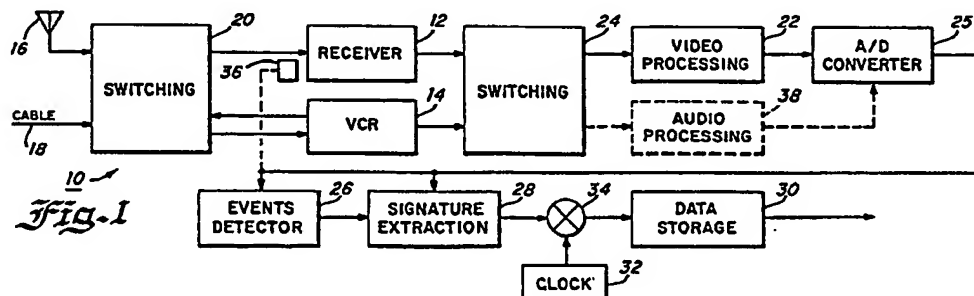 16
20
36
RECEIVER
12
24
VIDEO PROCESSING
22
A/D CONVERTER
25
SWITCHING
SWITCHING
CABLE
18
VCR
14
AUDIO PROCESSING
38
10
Fig-1
EVENTS DETECTOR
26
SIGNATURE EXTRACTION
28
34
DATA STORAGE
30
CLOCK
32